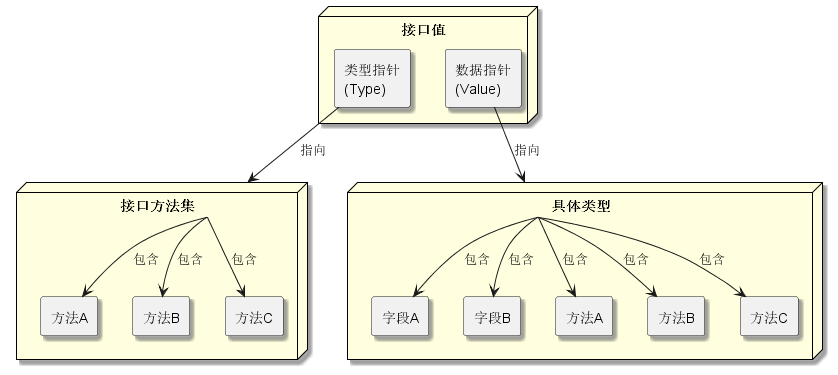 接口值
类型指针
(Type)
数据指针
(Value)
指向
指向
接口方法集
包含
包含
包含
方法A
方法B
方法C
具体类型
包含
包含
包含
包含
包含
字段A
字段B
方法A
方法B
方法C